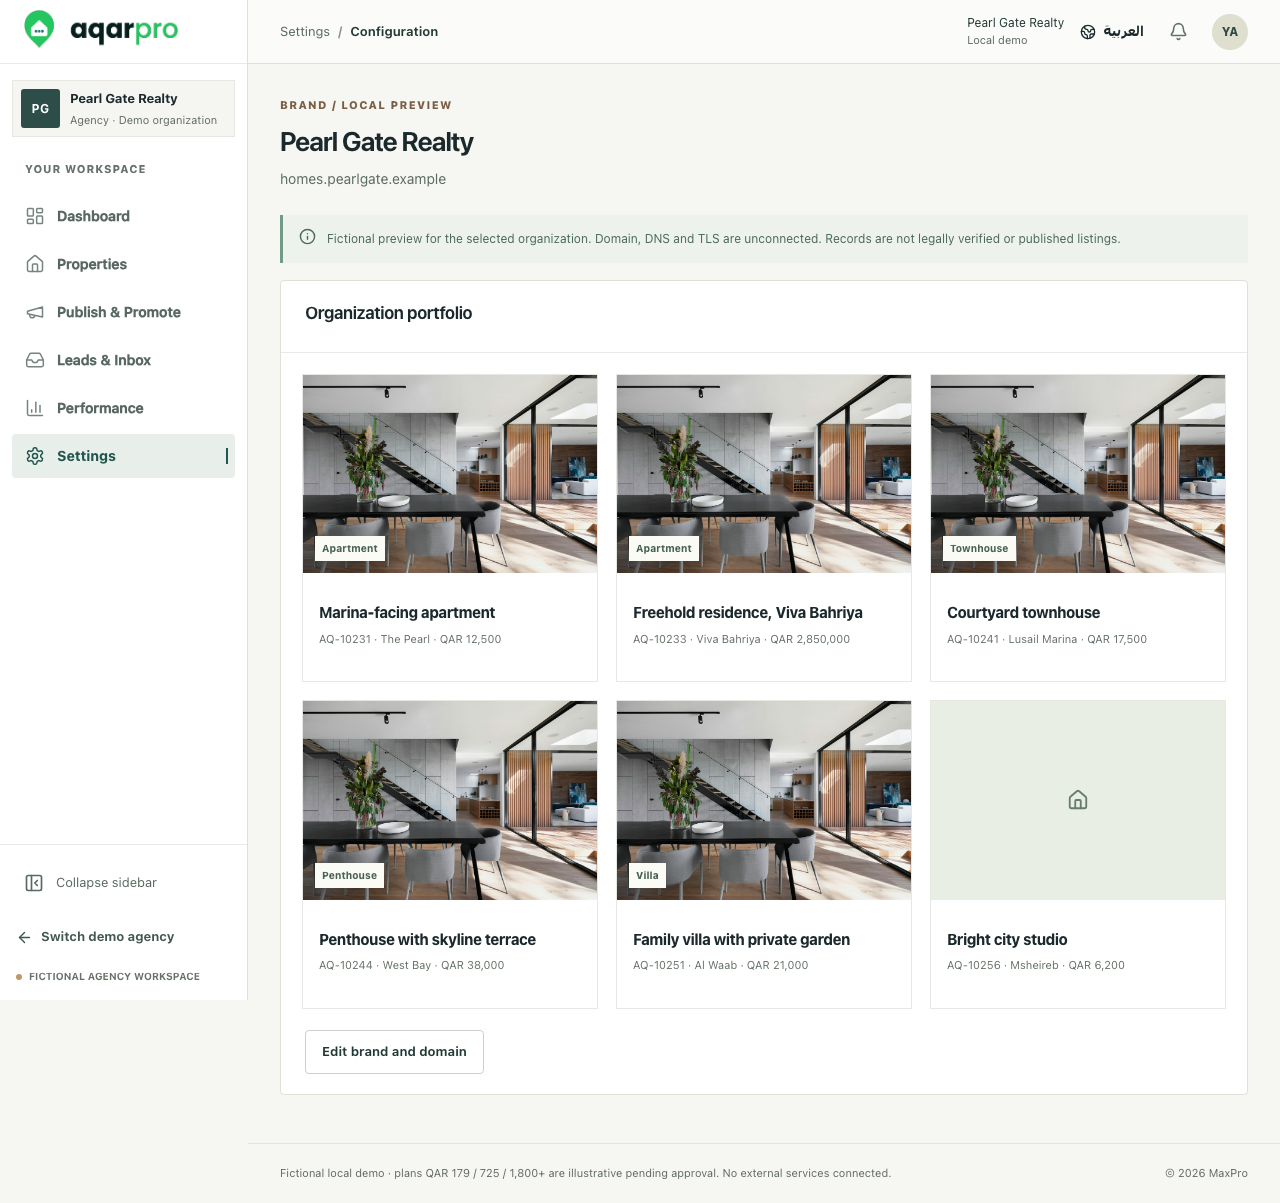 aqarpro
Settings / Configuration
Pearl Gate Realty
Local demo
العربية
YA
PG
Pearl Gate Realty
Agency · Demo organization
YOUR WORKSPACE
Dashboard
Properties
Publish & Promote
Leads & Inbox
Performance
Settings
Collapse sidebar
Switch demo agency
FICTIONAL AGENCY WORKSPACE
BRAND / LOCAL PREVIEW
Pearl Gate Realty
homes.pearlgate.example
Fictional preview for the selected organization. Domain, DNS and TLS are unconnected. Records are not legally verified or published listings.
Organization portfolio
Apartment
Marina-facing apartment
AQ-10231 · The Pearl · QAR 12,500
Apartment
Freehold residence, Viva Bahriya
AQ-10233 · Viva Bahriya · QAR 2,850,000
Townhouse
Courtyard townhouse
AQ-10241 · Lusail Marina · QAR 17,500
Penthouse
Penthouse with skyline terrace
AQ-10244 · West Bay · QAR 38,000
Villa
Family villa with private garden
AQ-10251 · Al Waab · QAR 21,000
Bright city studio
AQ-10256 · Msheireb · QAR 6,200
Edit brand and domain
Fictional local demo · plans QAR 179 / 725 / 1,800+ are illustrative pending approval. No external services connected.
© 2026 MaxPro